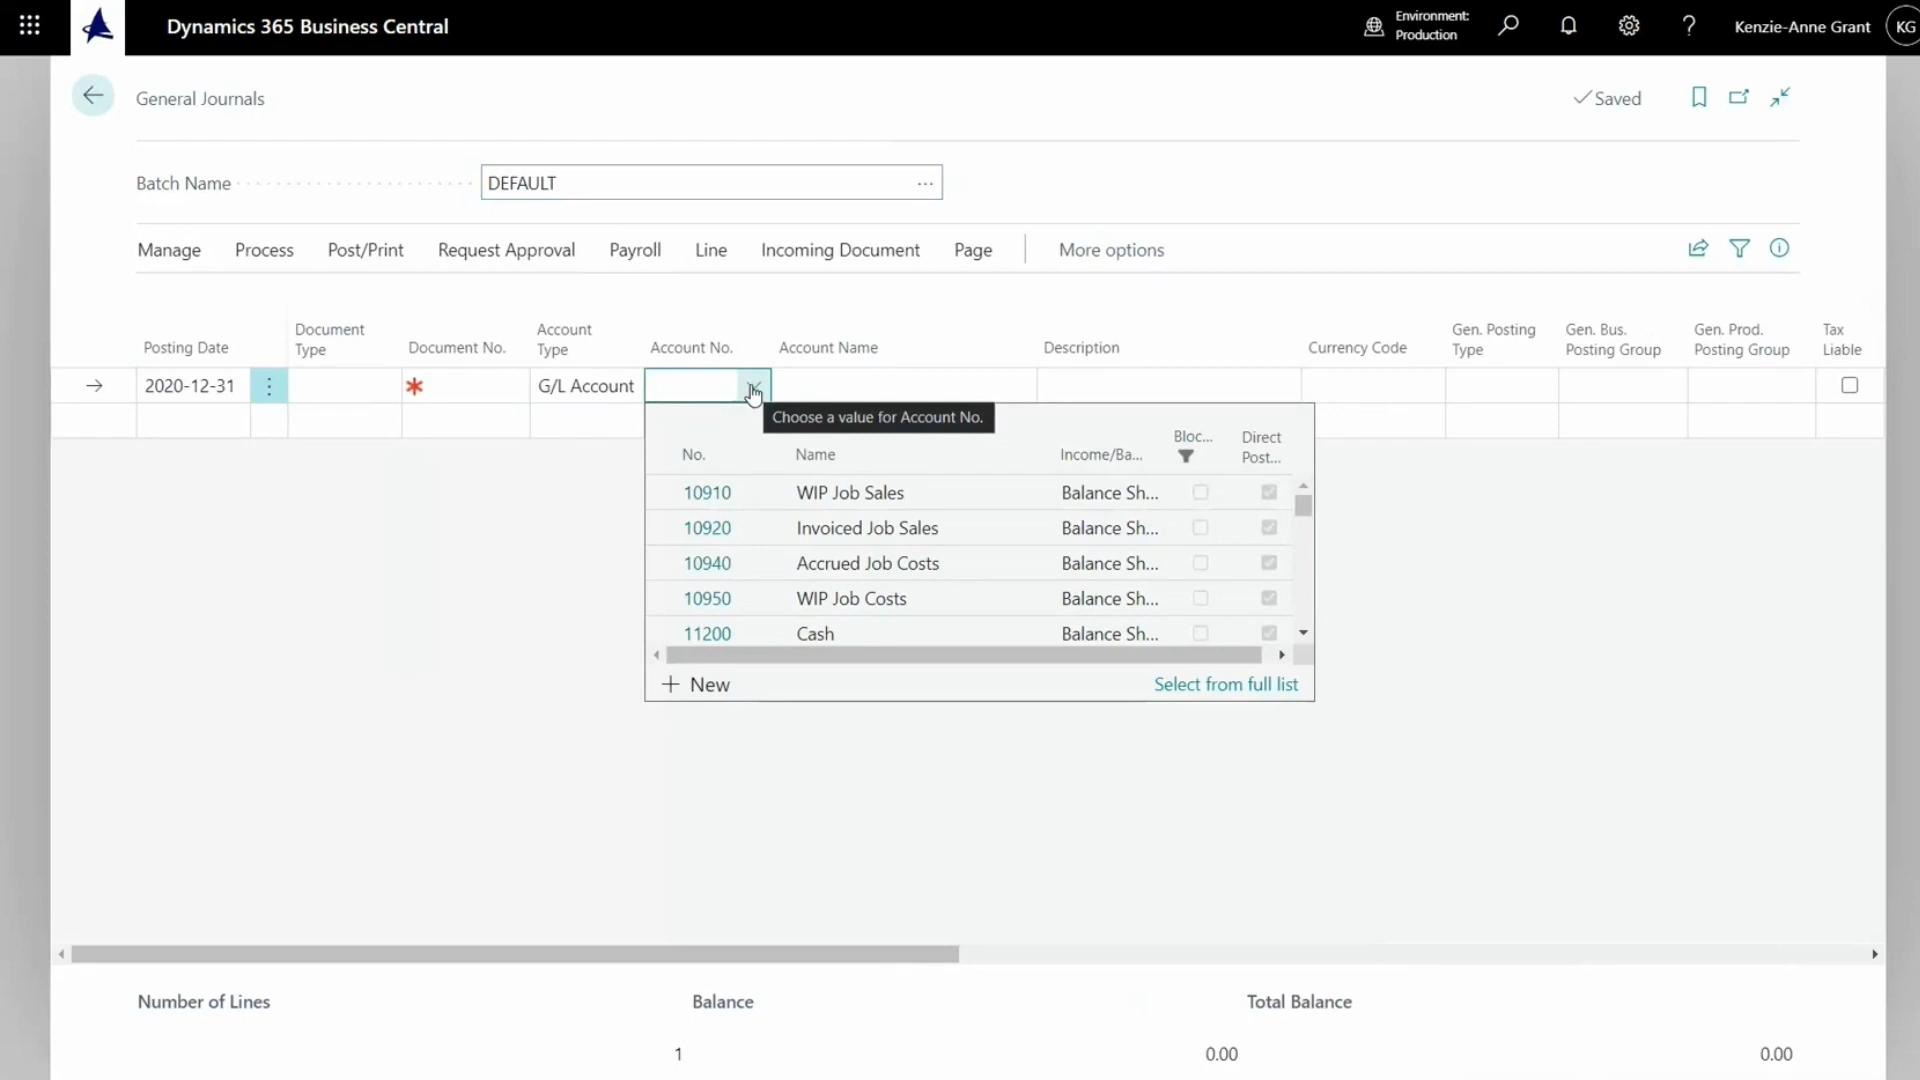 Dynamics 365 Business Central
Environment:
Production
?
Kenzie-Anne Grant
KG
General Journals
Saved
Batch Name
DEFAULT
Manage Process Post/Print Request Approval Payroll Line Incoming Document Page More options
Posting Date
Document
Type
Document No.
Account
Type
Account No.
Account Name
Description
Currency Code
Gen. Posting
Type
Gen. Bus.
Posting Group
Gen. Prod.
Posting Group
Tax
Liable
2020-12-31
G/L Account
Choose a value for Account No.
No.
Name
Income/Ba...
Bloc...
Direct
Post...
10910 WIP Job Sales Balance Sh...
10920 Invoiced Job Sales Balance Sh...
10940 Accrued Job Costs Balance Sh...
10950 WIP Job Costs Balance Sh...
11200 Cash Balance Sh...
+ New
Select from full list
Number of Lines Balance Total Balance
1 0.00 0.00